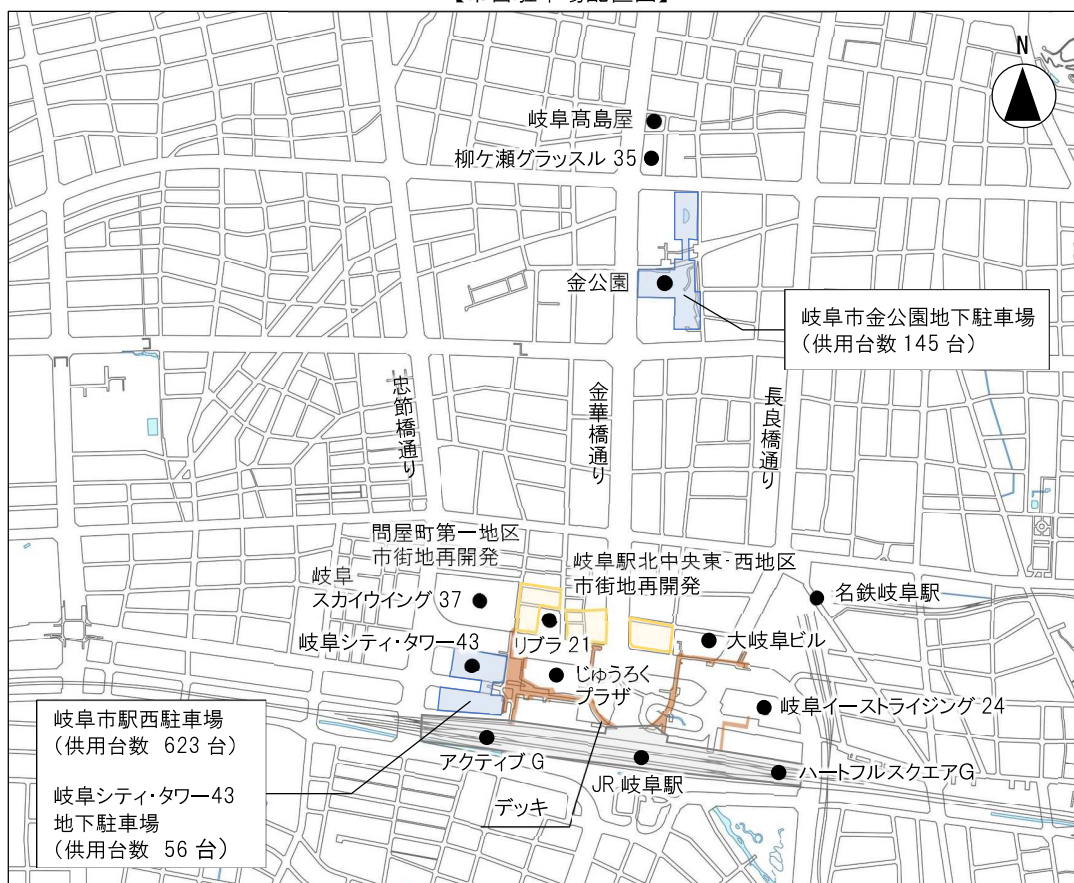 N
岐阜髙島屋
柳ケ瀬グラッスル 35
金公園
岐阜市金公園地下駐車場
(供用台数 145 台)
忠節橋通り
金華橋通り
長良橋通り
問屋町第一地区
市街地再開発
岐阜駅北中央東・西地区
市街地再開発
岐阜
スカイウイング 37
名鉄岐阜駅
リブラ 21
大岐阜ビル
岐阜シティ・タワー43
じゅうろく
プラザ
岐阜イーストライジング 24
岐阜市駅西駐車場
(供用台数 623 台)
岐阜シティ・タワー43
地下駐車場
(供用台数 56 台)
アクティブ G
JR 岐阜駅
ハートフルスクエアG
デッキ